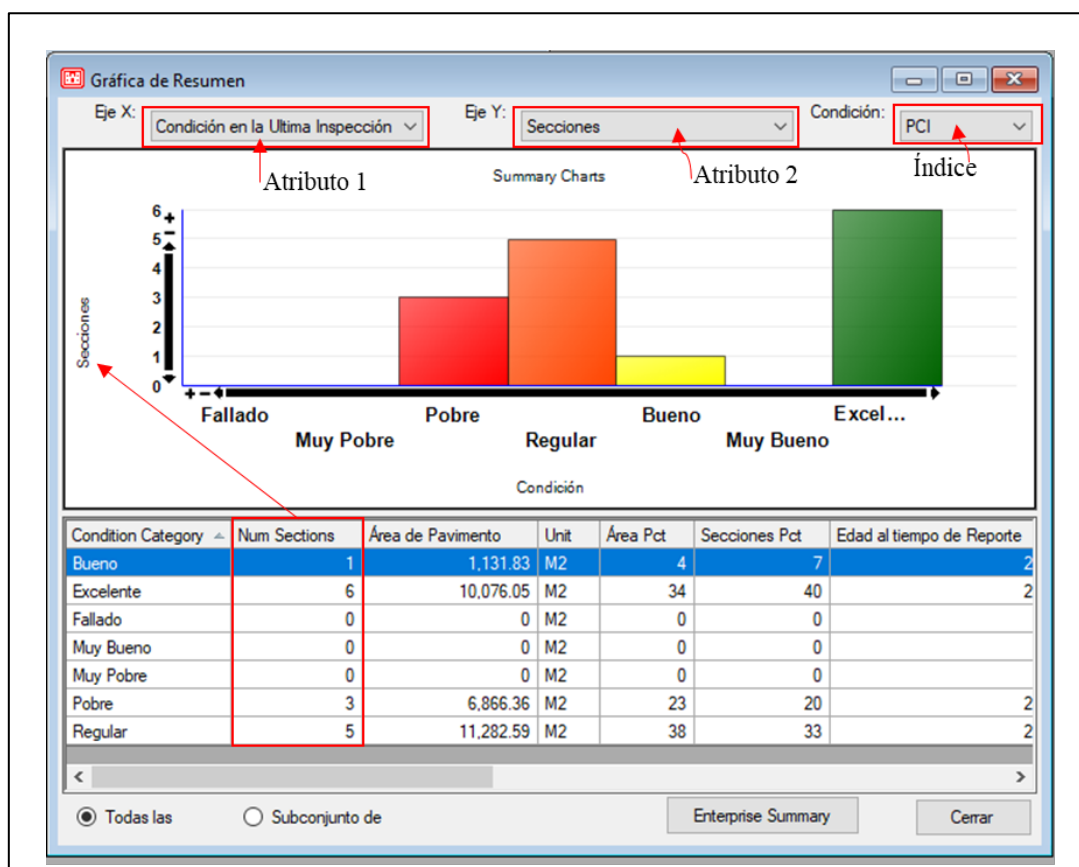 Gráfica de Resumen
Eje X: Condición en la Ultima Inspección Eje Y: Secciones Condición: PCI
Atributo 1 Atributo 2 Índice
Summary Charts
6
5
4
3
2
1
0
Secciones
Fallado Pobre Bueno Excel...
Muy Pobre Regular Muy Bueno
Condición
Condition Category Num Sections Área de Pavimento Unit Área Pct Secciones Pct Edad al tiempo de Reporte
Bueno 1 1,131.83 M2 4 7 2
Excelente 6 10,076.05 M2 34 40 2
Fallado 0 0 M2 0 0
Muy Bueno 0 0 M2 0 0
Muy Pobre 0 0 M2 0 0
Pobre 3 6,866.36 M2 23 20 2
Regular 5 11,282.59 M2 38 33 2
Todas las Subconjunto de Enterprise Summary Cerrar